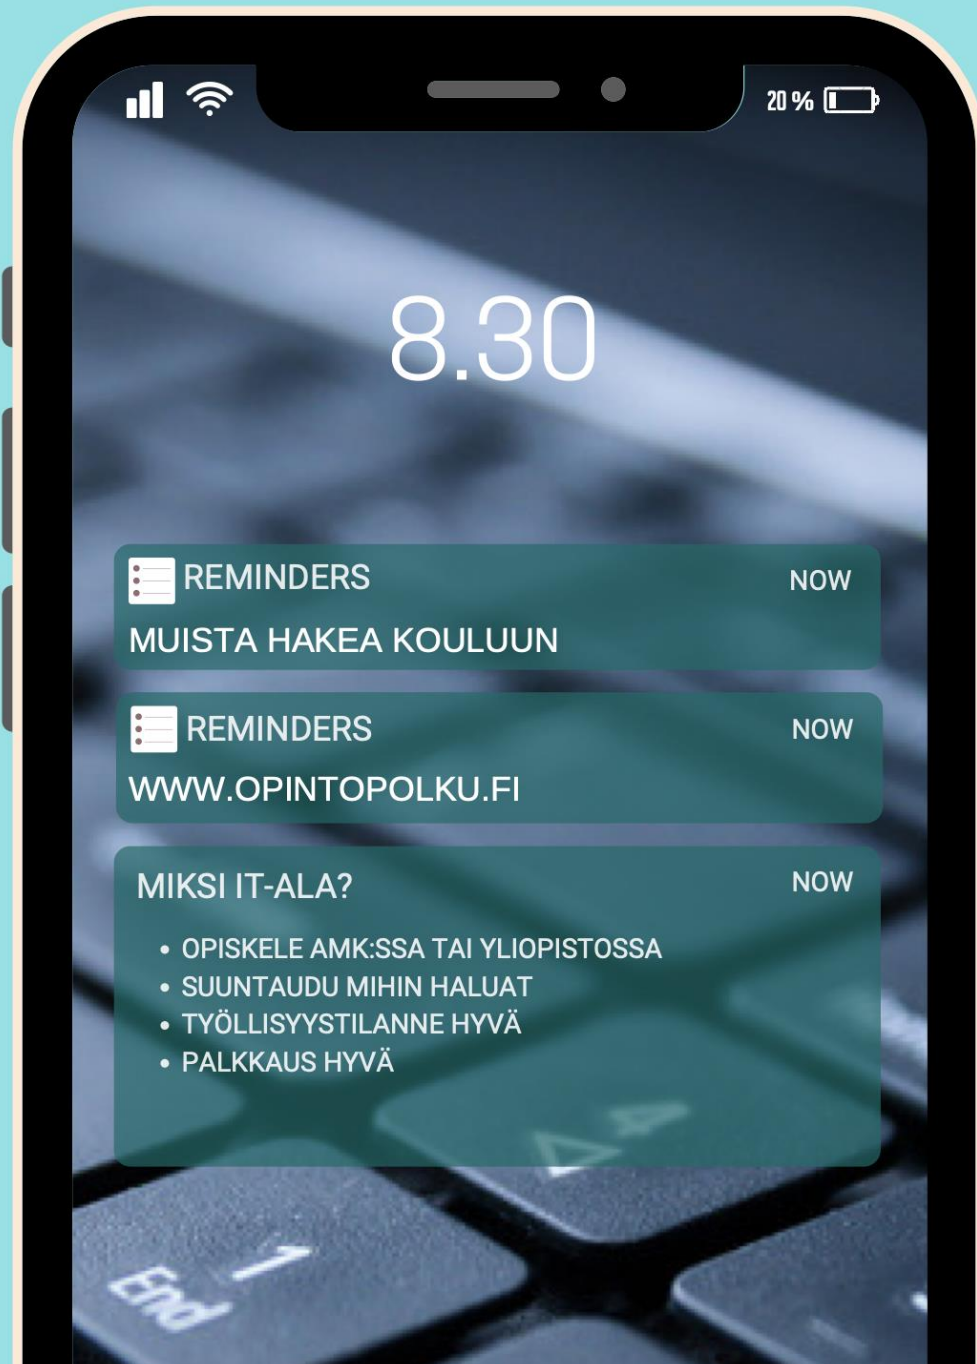 20 %
8.30
REMINDERS NOW
MUISTA HAKEA KOULUUN
REMINDERS NOW
WWW.OPINTOPOLKU.FI
MIKSI IT-ALA? NOW
• OPISKELE AMK:SSA TAI YLIOPISTOSSA
• SUUNTAUDU MIHIN HALUAT
• TYÖLLISYYSTILANNE HYVÄ
• PALKKAUS HYVÄ
4
1
End